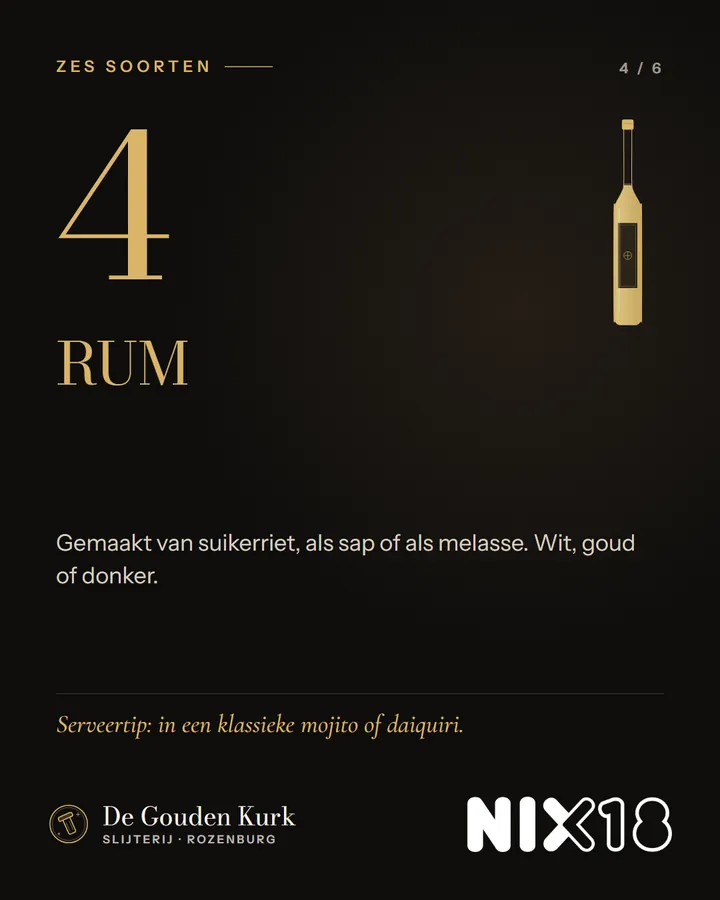 ZES SOORTEN
4 / 6
4
RUM
Gemaakt van suikerriet, als sap of als melasse. Wit, goud
of donker.
Serveertip: in een klassieke mojito of daiquiri.
De Gouden Kurk
SLIJTERIJ · ROZENBURG
NIX18